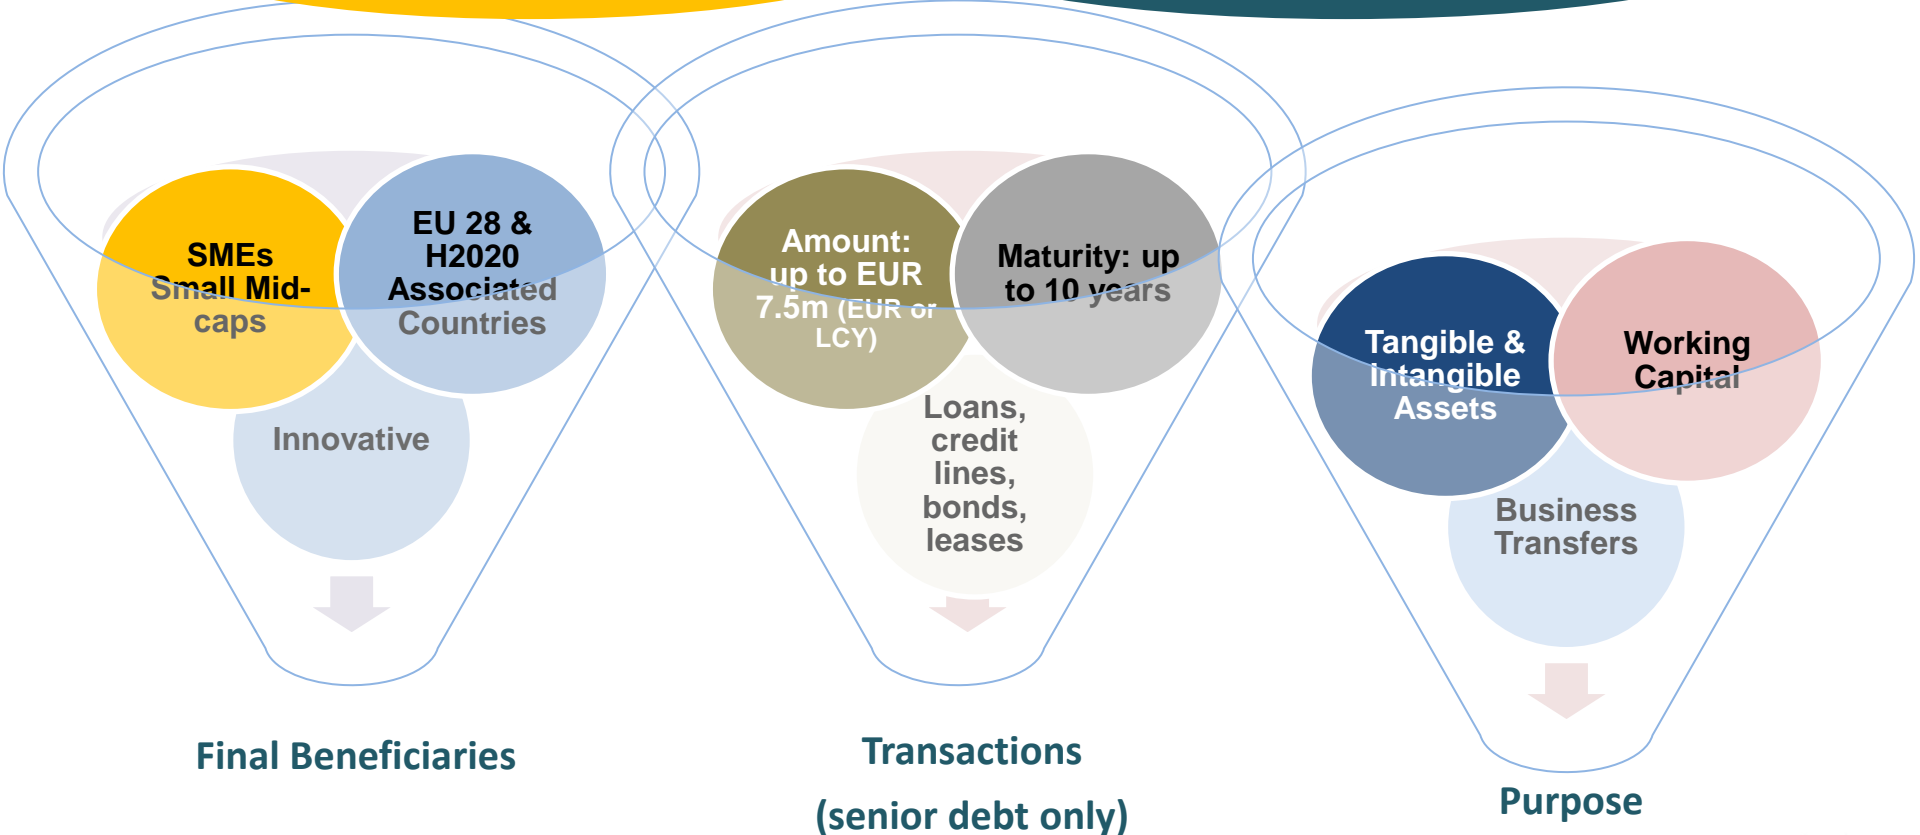 SMEs
Small Mid-
caps
EU 28 &
H2020
Associated
Countries
Innovative
Final Beneficiaries
Amount:
up to EUR
7.5m (EUR or
LCY)
Maturity: up
to 10 years
Loans,
credit
lines,
bonds,
leases
Transactions
(senior debt only)
Tangible &
Intangible
Assets
Working
Capital
Business
Transfers
Purpose